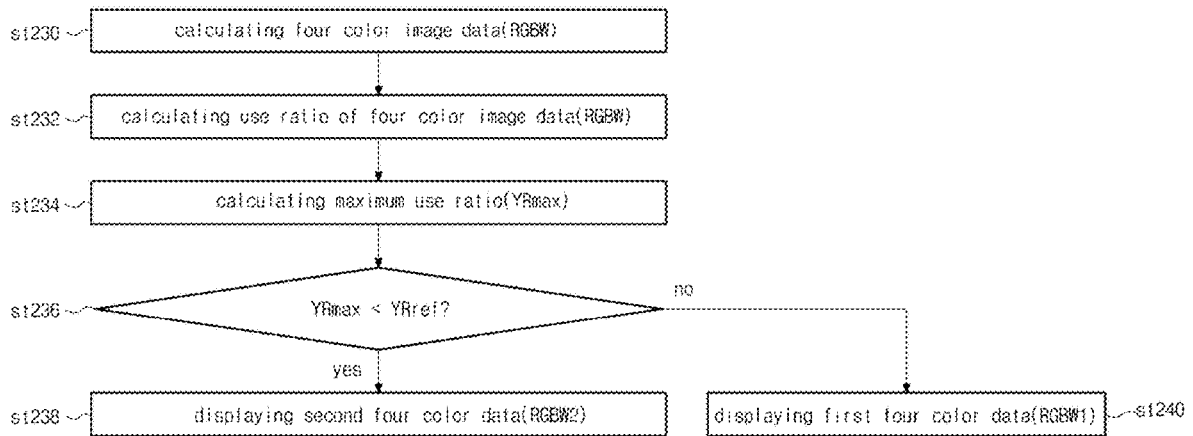 st230
calculating four color image data(RGBW)
st232
calculating use ratio of four color image data(RGBW)
st234
calculating maximum use ratio(YRmax)
st236
YRmax < YRref?
no
yes
st238
displaying second four color data(RGBW2)
displaying first four color data(RGBW1)
st240